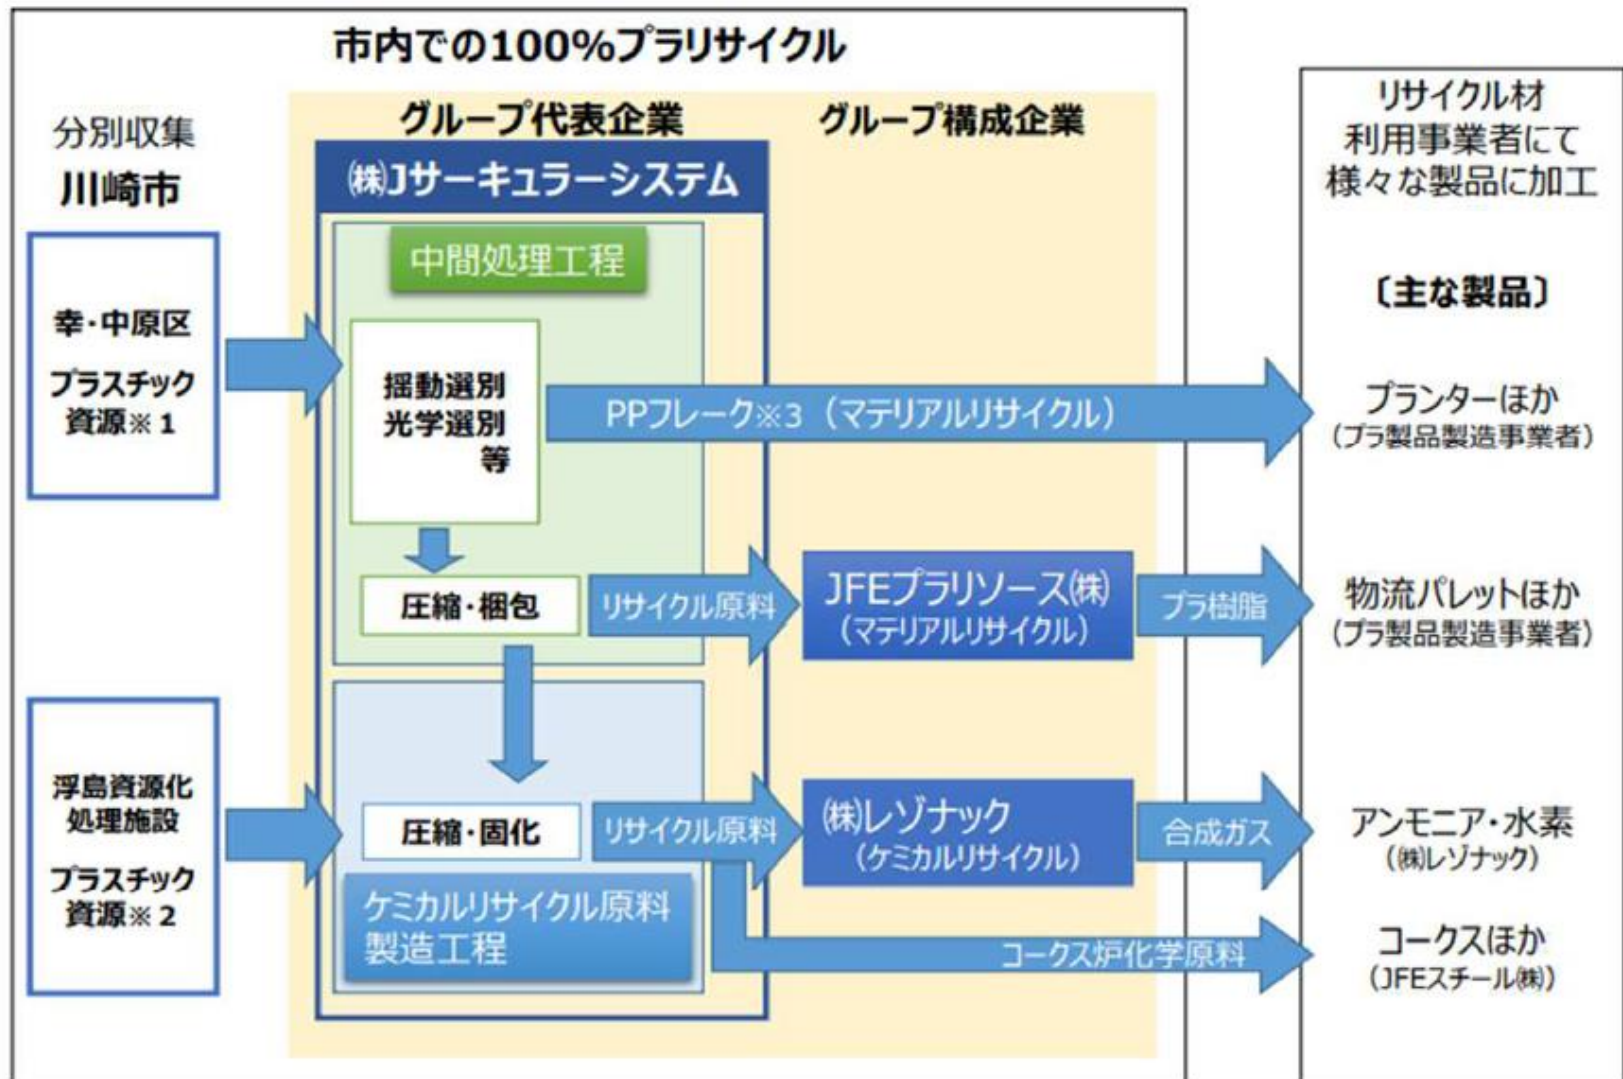 市内での100%プラリサイクル
分別収集
川崎市
グループ代表企業
グループ構成企業
㈱Jサーキュラーシステム
中間処理工程
幸・中原区
プラスチック
資源※1
揺動選別
光学選別
等
PPフレーク※3（マテリアルリサイクル）
圧縮・梱包
リサイクル原料
JFEプラリソース㈱
（マテリアルリサイクル）
プラ樹脂
浮島資源化
処理施設
プラスチック
資源※2
圧縮・固化
リサイクル原料
㈱レゾナック
（ケミカルリサイクル）
合成ガス
ケミカルリサイクル原料
製造工程
コークス炉化学原料
リサイクル材
利用事業者にて
様々な製品に加工
〔主な製品〕
プランターほか
（プラ製品製造事業者）
物流パレットほか
（プラ製品製造事業者）
アンモニア・水素
（㈱レゾナック）
コークスほか
（JFEスチール㈱）